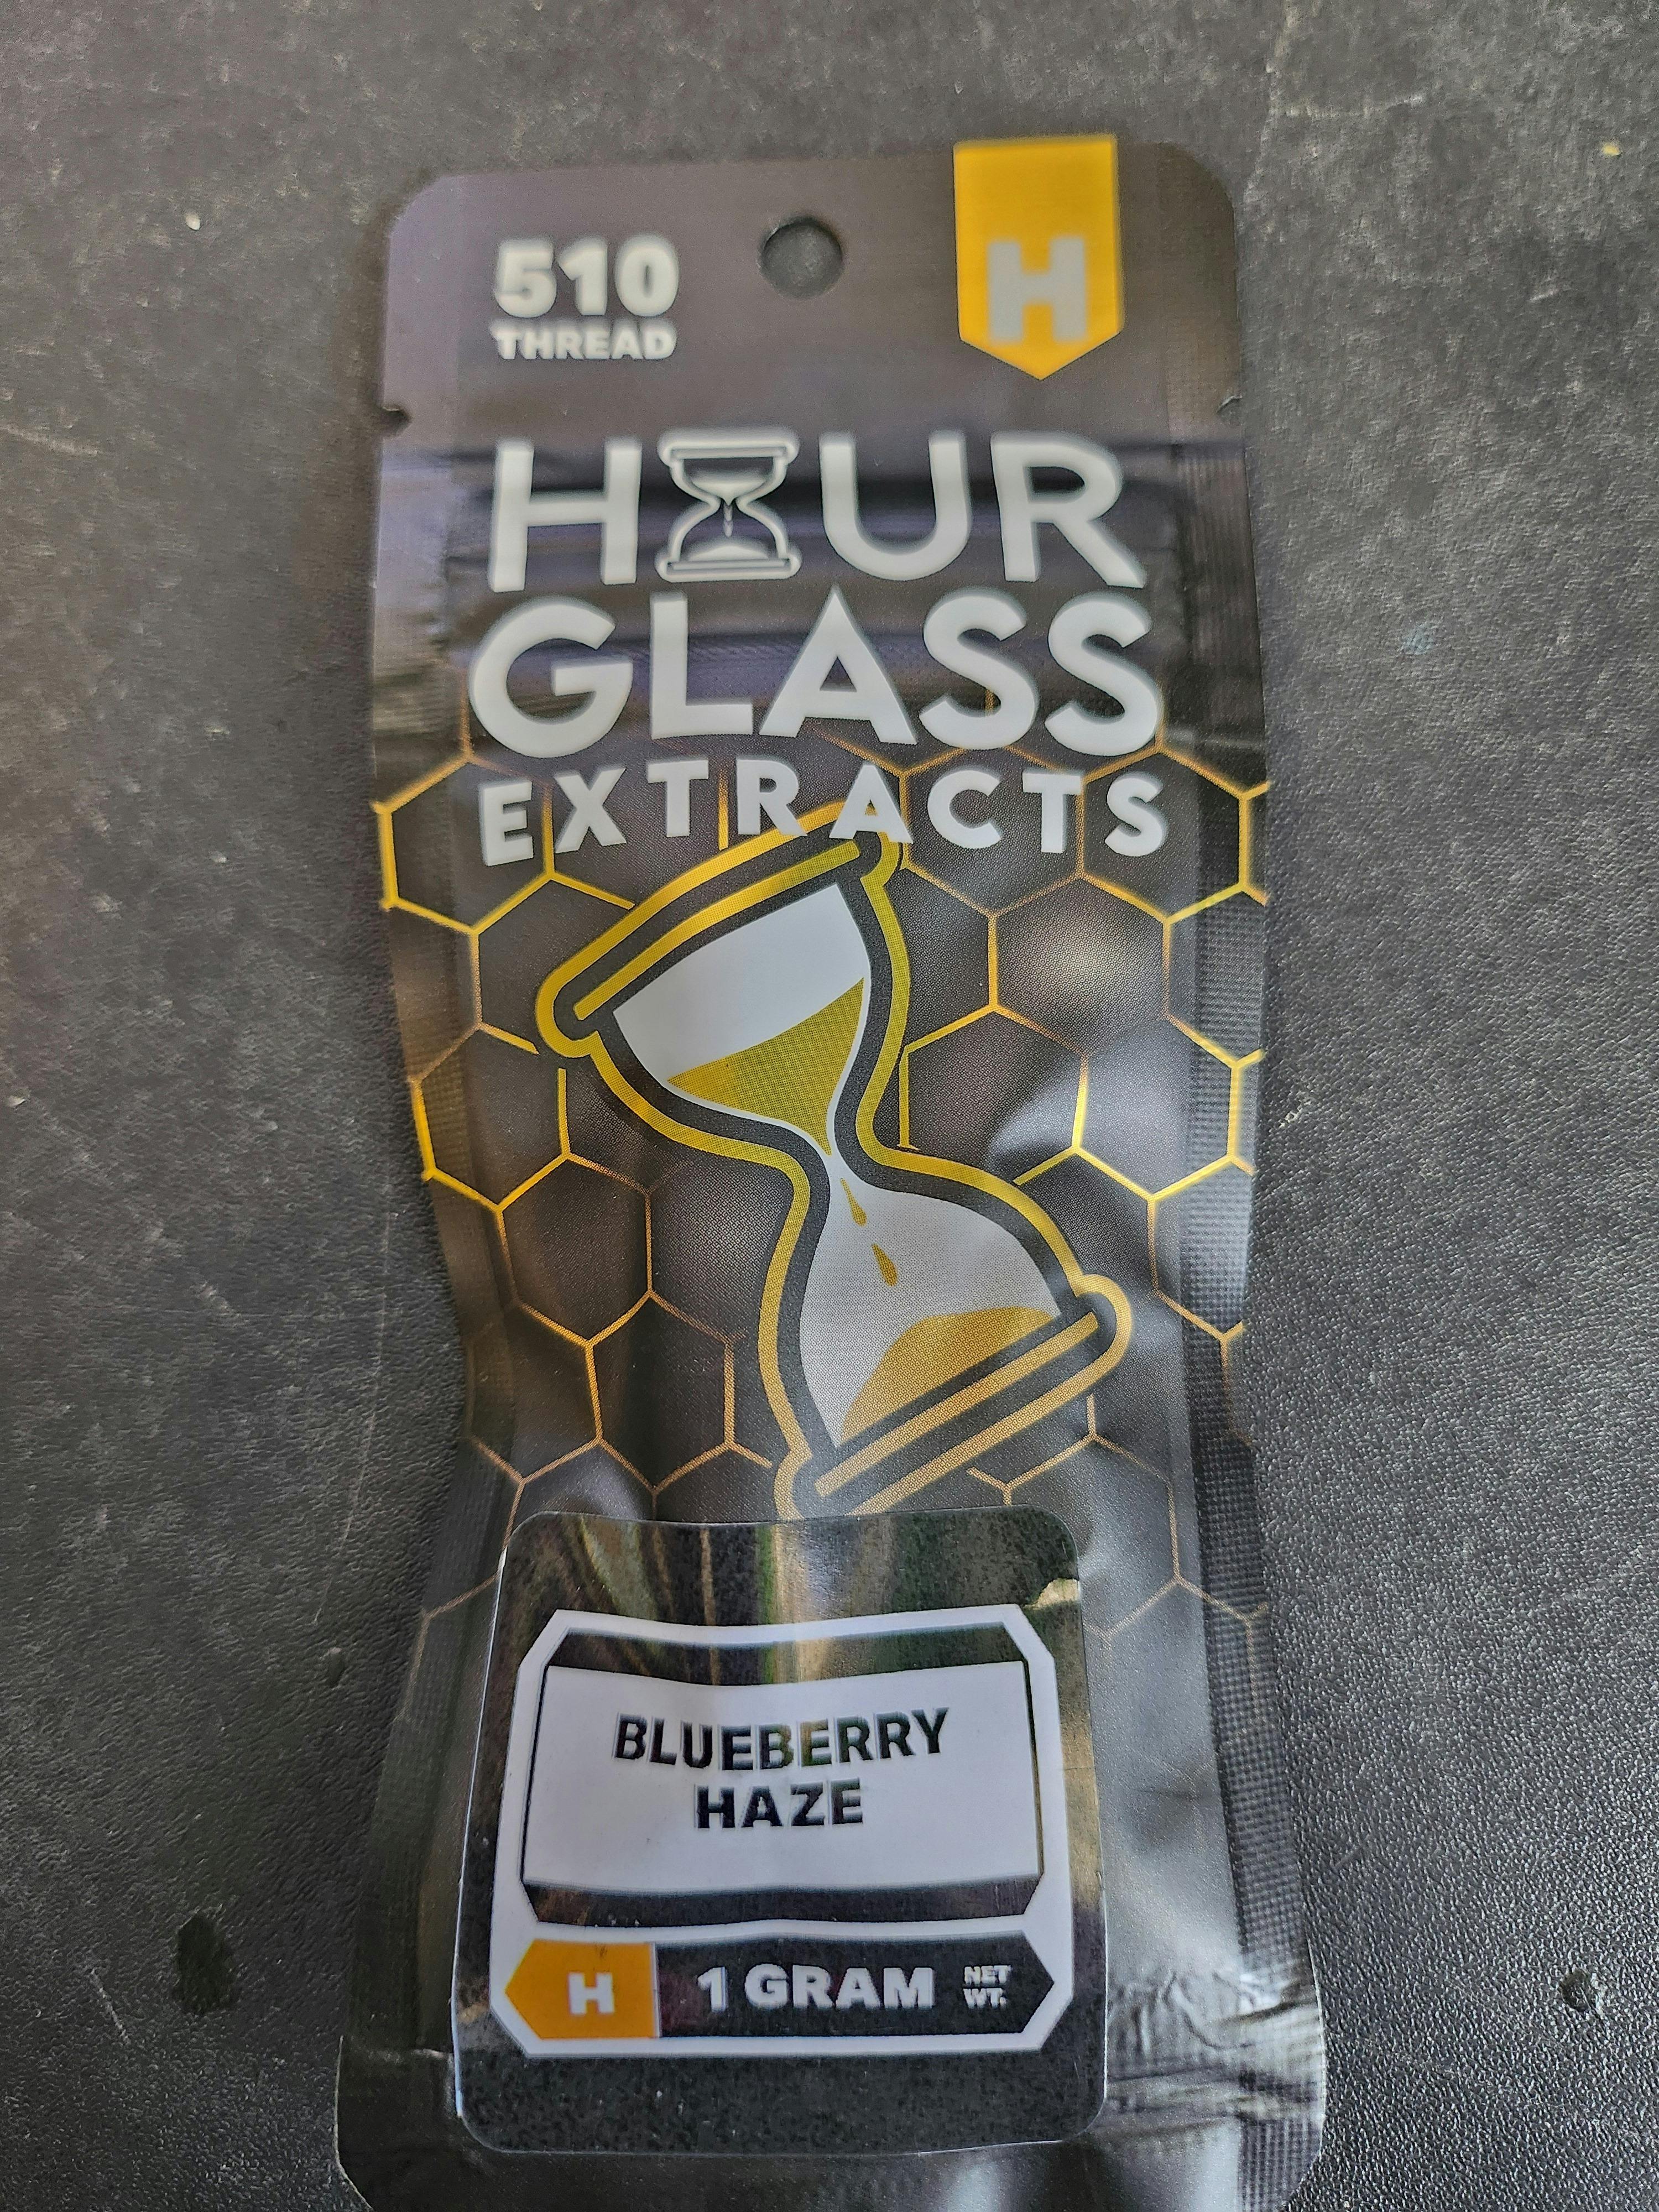 510
THREAD
H
HOUR
GLASS
EXTRACTS
BLUEBERRY
HAZE
H
1 GRAM NET WT.